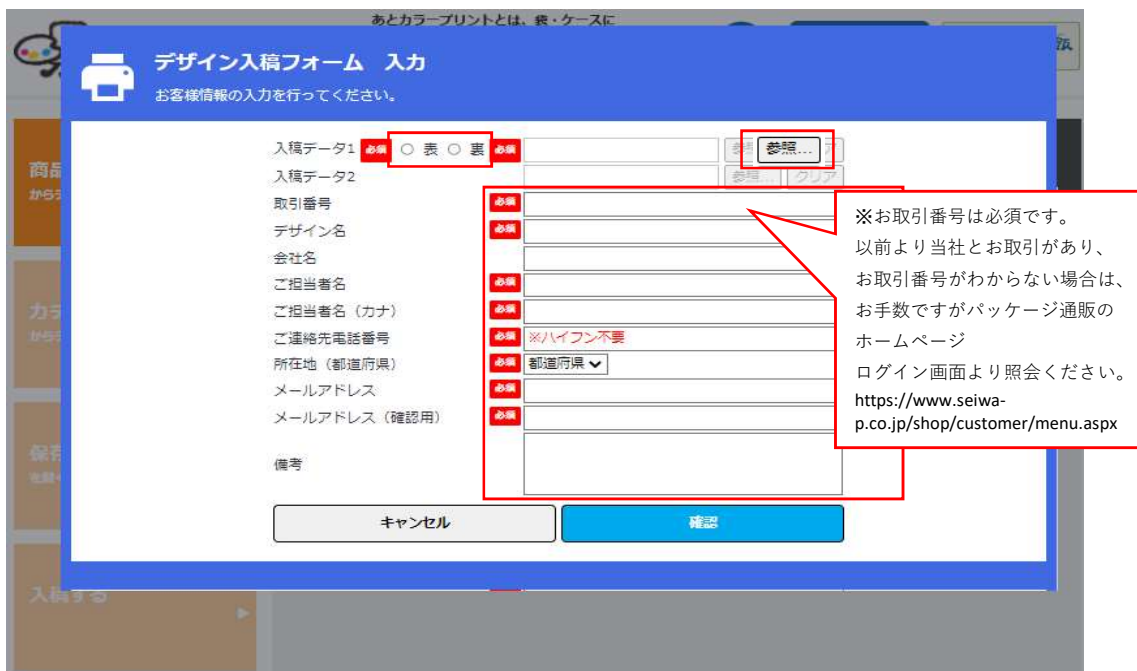 あとカラープリントとは、袋・ケースに
デザイン入稿フォーム 入力
お客様情報の入力を行ってください。
入稿データ1 必須 ○ 表 ○ 裏 必須 参照...
入稿データ2 参照... クリア
取引番号 必須
デザイン名 必須
会社名
ご担当者名 必須
ご担当者名（カナ） 必須
ご連絡先電話番号 必須 ※ハイフン不要
所在地（都道府県） 必須 都道府県
メールアドレス 必須
メールアドレス（確認用） 必須
備考
キャンセル 確認
※お取引番号は必須です。
以前より当社とお取引があり、
お取引番号がわからない場合は、
お手数ですがパッケージ通販の
ホームページ
ログイン画面より照会ください。
https://www.seiwa-
p.co.jp/shop/customer/menu.aspx
商品
から
カラ
から
保存
入稿する